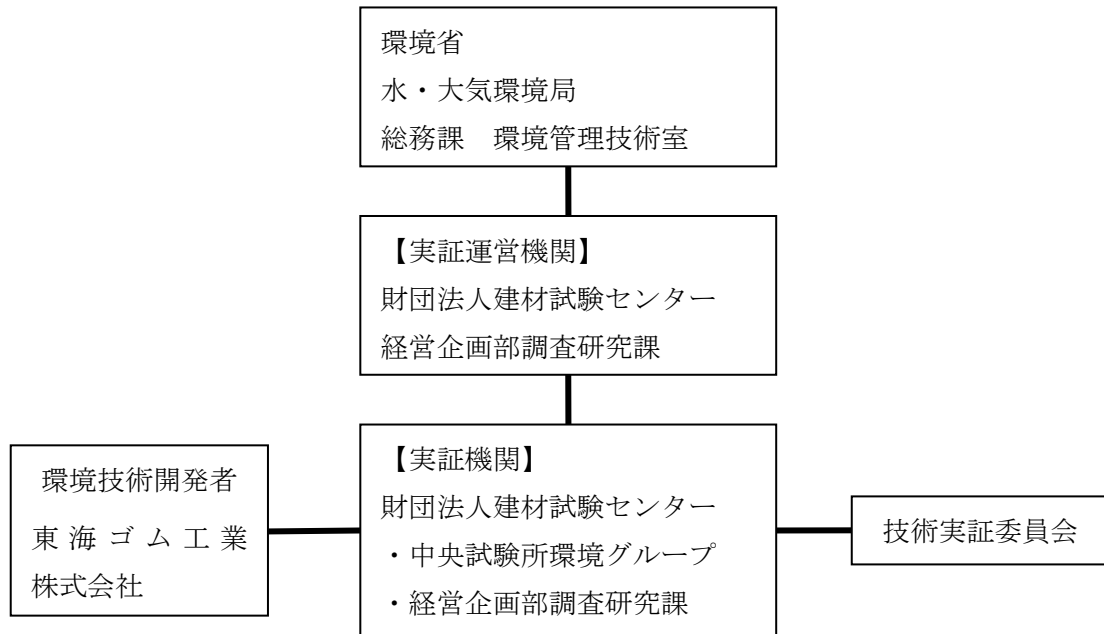 環境省
水・大気環境局
総務課　環境管理技術室
【実証運営機関】
財団法人建材試験センター
経営企画部調査研究課
【実証機関】
財団法人建材試験センター
・中央試験所環境グループ
・経営企画部調査研究課
環境技術開発者
東海ゴム工業
株式会社
技術実証委員会